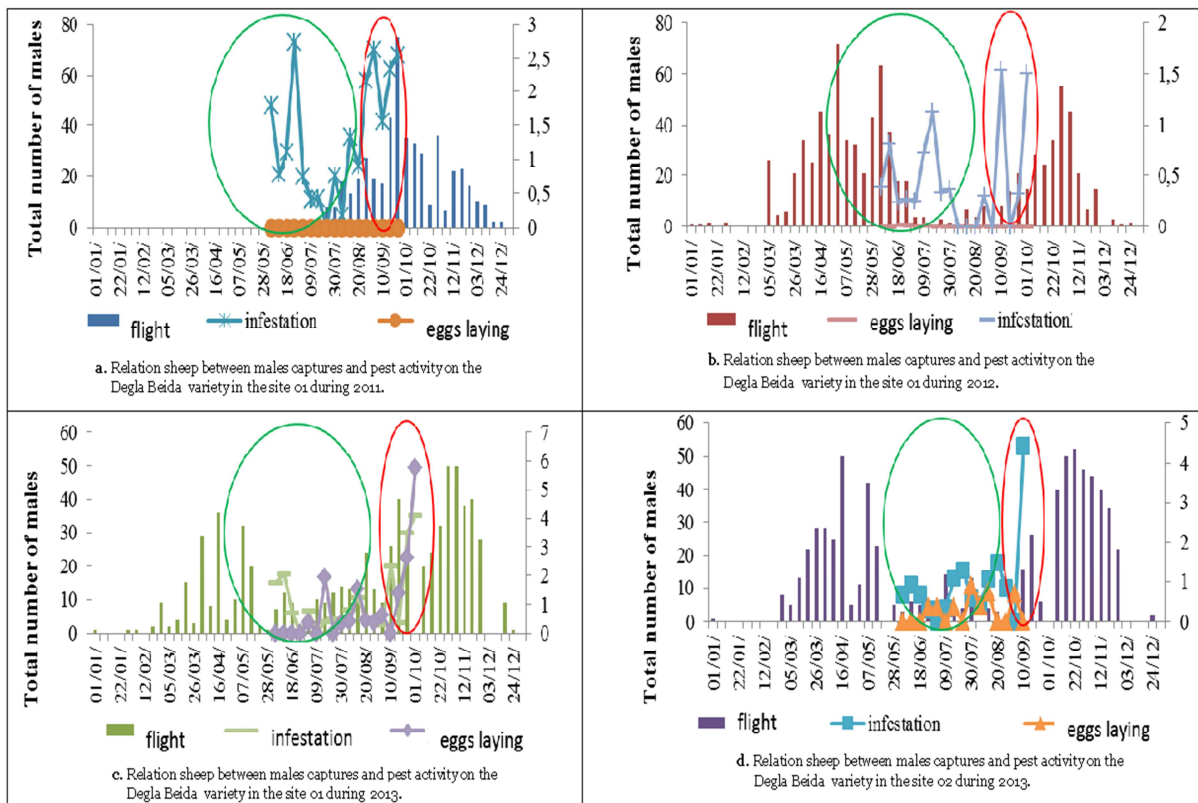 80
60
40
20
0
3
2,5
2
1,5
1
0,5
0
Total number of males
01/01/ 22/01/ 12/02/ 05/03/ 26/03/ 16/04/ 07/05/ 28/05/ 18/06/ 09/07/ 30/07/ 20/08/ 10/09/ 01/10/ 22/10/ 12/11/ 03/12/ 24/12/
flight infestation eggs laying
a. Relation sheep between males captures and pest activity on the
Degla Beida variety in the site 01 during 2011.
80
60
40
20
0
2
1,5
1
0,5
0
Total number of males
01/01/ 22/01/ 12/02/ 05/03/ 26/03/ 16/04/ 07/05/ 28/05/ 18/06/ 09/07/ 30/07/ 20/08/ 10/09/ 01/10/ 22/10/ 12/11/ 03/12/ 24/12/
flight eggs laying infestation
b. Relation sheep between males captures and pest activity on the
Degla Beida variety in the site 01 during 2012.
60
50
40
30
20
10
0
7
6
5
4
3
2
1
0
Total number of males
01/01/ 22/01/ 12/02/ 05/03/ 26/03/ 16/04/ 07/05/ 28/05/ 18/06/ 09/07/ 30/07/ 20/08/ 10/09/ 01/10/ 22/10/ 12/11/ 03/12/ 24/12/
flight infestation eggs laying
c. Relation sheep between males captures and pest activity on the
Degla Beida variety in the site 01 during 2013.
60
50
40
30
20
10
0
5
4
3
2
1
0
Total number of males
01/01/ 22/01/ 12/02/ 05/03/ 26/03/ 16/04/ 07/05/ 28/05/ 18/06/ 09/07/ 30/07/ 20/08/ 10/09/ 01/10/ 22/10/ 12/11/ 03/12/ 24/12/
flight infestation eggs laying
d. Relation sheep between males captures and pest activity on the
Degla Beida variety in the site 02 during 2013.